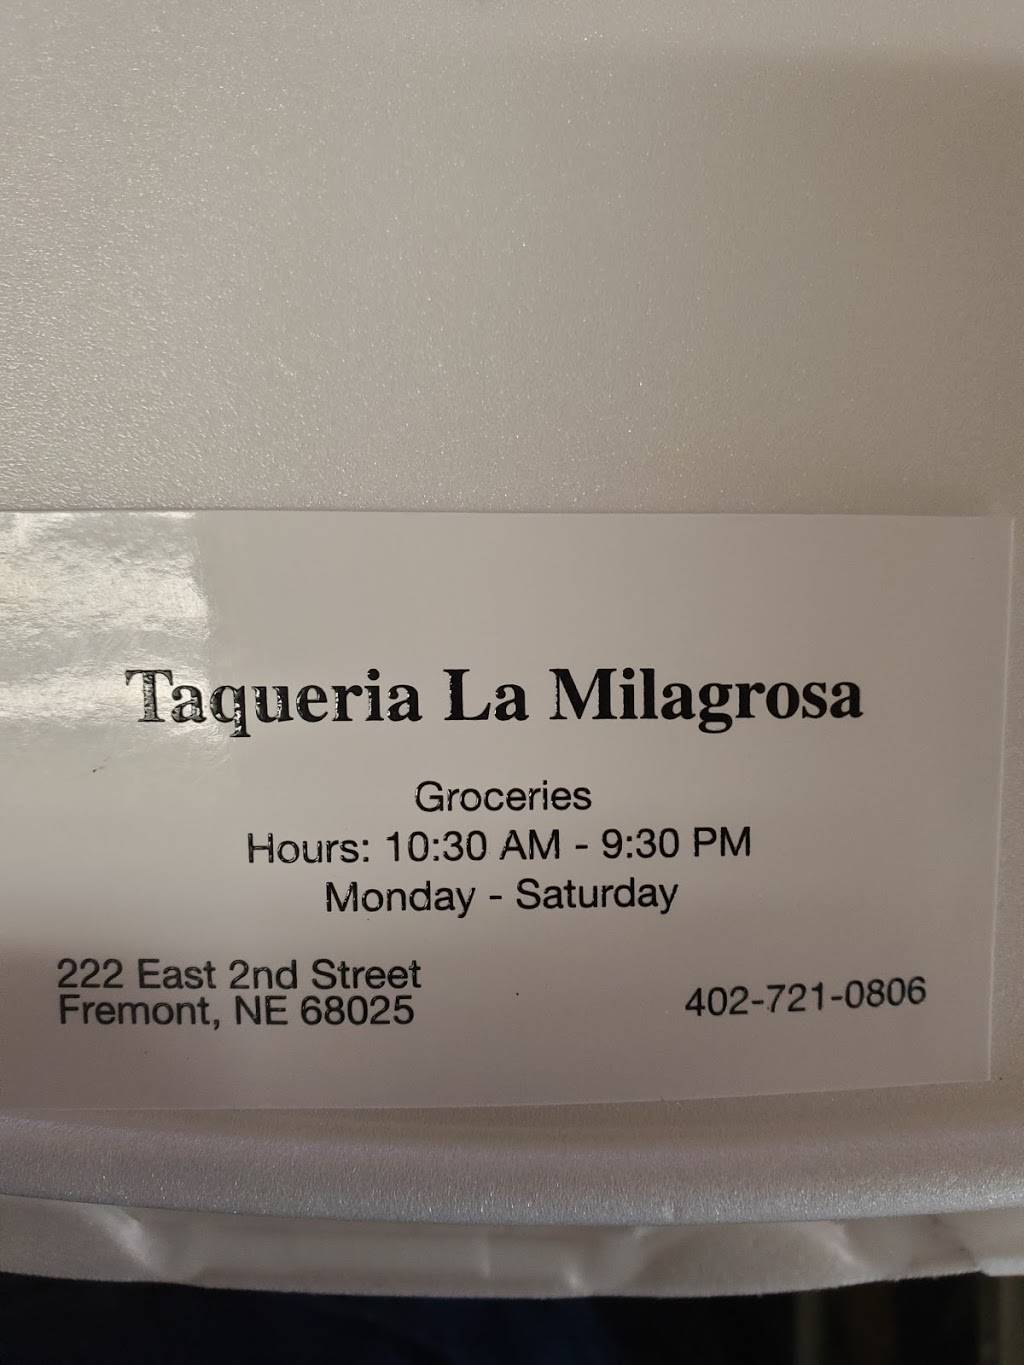 Taqueria La Milagrosa
Groceries
Hours: 10:30 AM - 9:30 PM
Monday - Saturday
222 East 2nd Street
Fremont, NE 68025
402-721-0806